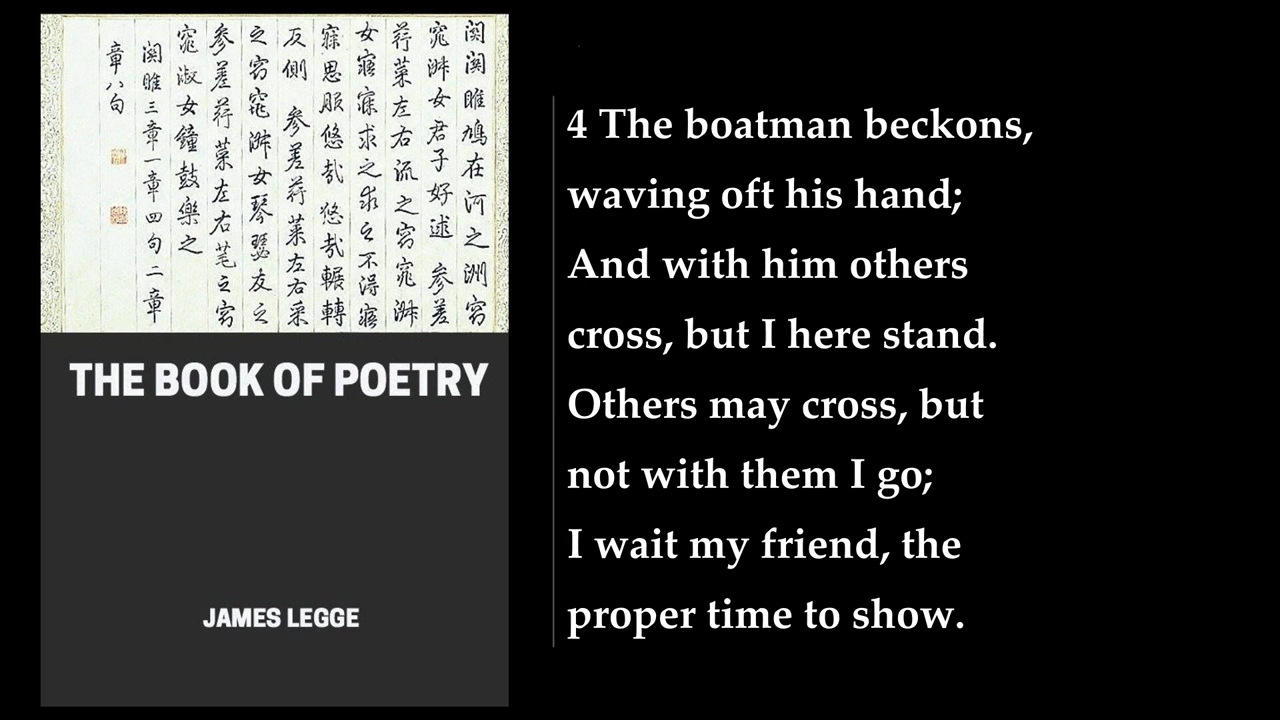 関関雎鳩在河之洲窈
窕淑女君子好逑 參差
荇菜左右流之窈窕淑
女寤寐求之求之不得寤
寐思服悠哉悠哉輾轉
反側 參差荇菜左右采
之窈窕淑女琴瑟友之
參差荇菜左右芼之窈
窕淑女鐘鼓樂之
関雎三章一章四句二章
章八句
THE BOOK OF POETRY
JAMES LEGGE
4 The boatman beckons,
waving oft his hand;
And with him others
cross, but I here stand.
Others may cross, but
not with them I go;
I wait my friend, the
proper time to show.